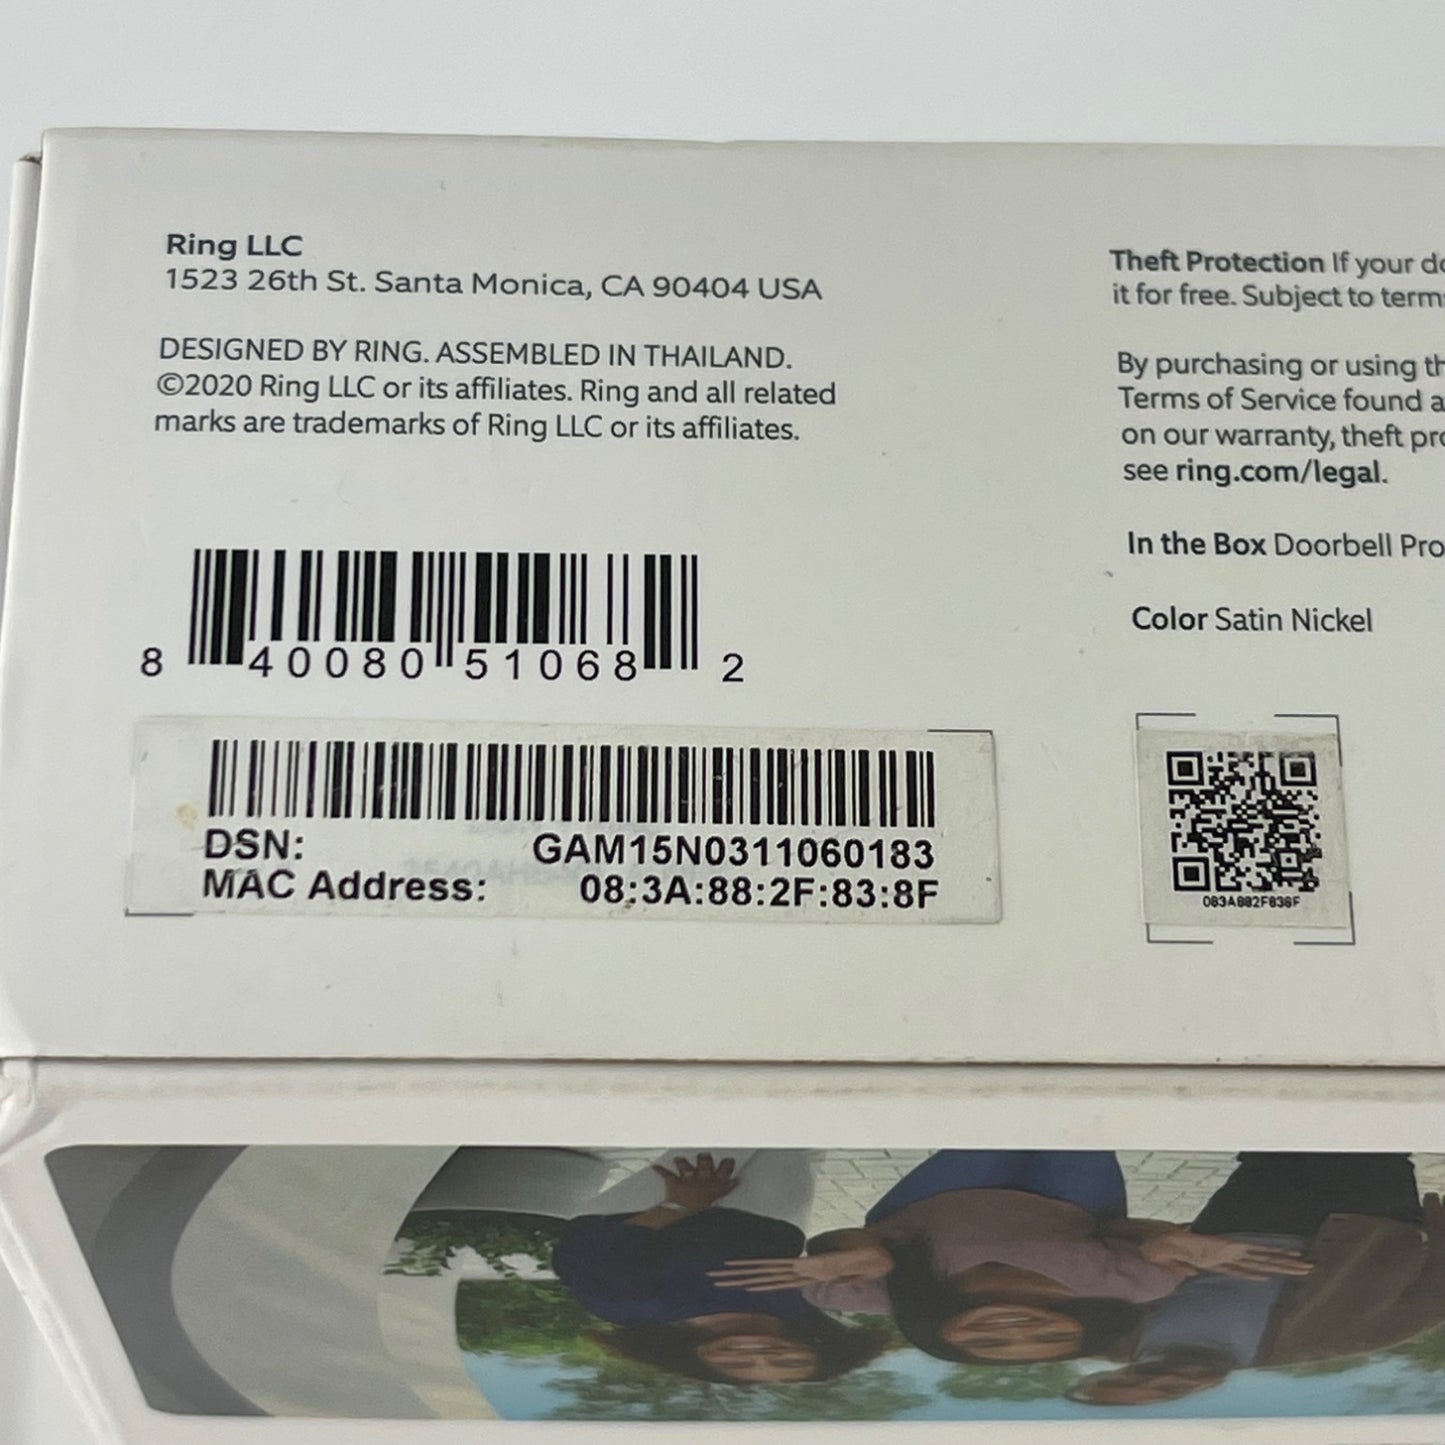 Ring LLC
1523 26th St. Santa Monica, CA 90404 USA
DESIGNED BY RING. ASSEMBLED IN THAILAND.
©2020 Ring LLC or its affiliates. Ring and all related
marks are trademarks of Ring LLC or its affiliates.
8 40080 51068 2
DSN: GAM15N0311060183
MAC Address: 08:3A:88:2F:83:8F
Theft Protection If your
it for free. Subject to
By purchasing or using
Terms of Service found
on our warranty, theft
see ring.com/legal.
In the Box Doorbell Pro
Color Satin Nickel
083A882F838F